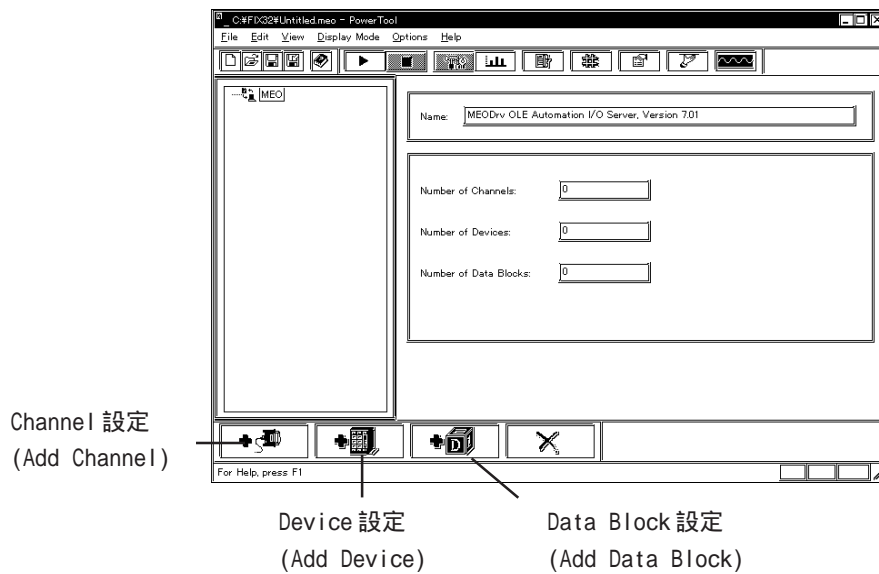 C:¥FIX32¥Untitled.meo - PowerTool
File Edit View Display Mode Options Help
MEO
Name: MEODrv OLE Automation I/O Server, Version 7.01
Number of Channels: 0
Number of Devices: 0
Number of Data Blocks: 0
D
For Help, press F1
Channel 設定
(Add Channel)
Device 設定
(Add Device)
Data Block 設定
(Add Data Block)